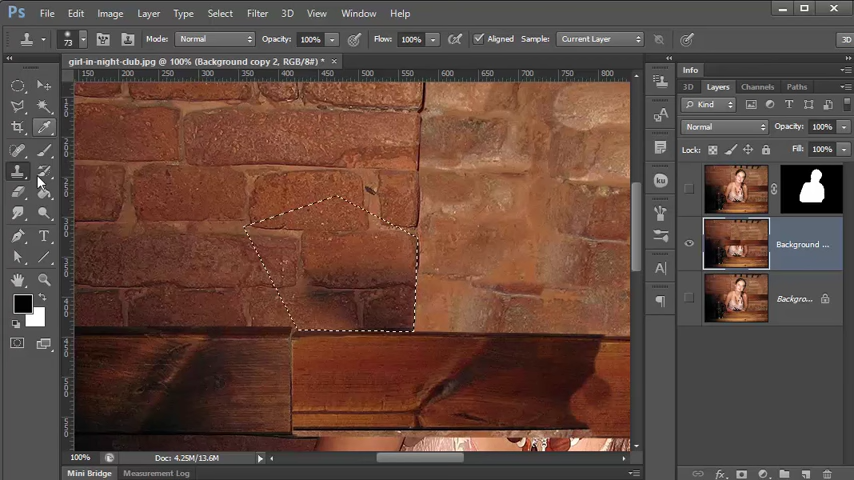 Ps File Edit Image Layer Type Select Filter 3D View Window Help
73 Mode: Normal Opacity: 100% Flow: 100% Aligned Sample: Current Layer 3D
girl-in-night-club.jpg @ 100% (Background copy 2, RGB/8#) * ×
150 200 250 300 350 400 450 500 550 600 650 700 750 800
Info
3D Layers Channels Paths
Kind
Normal Opacity: 100%
Lock: Fill: 100%
Background ...
Backgro...
100% Doc: 4.25M/13.6M
Mini Bridge Measurement Log